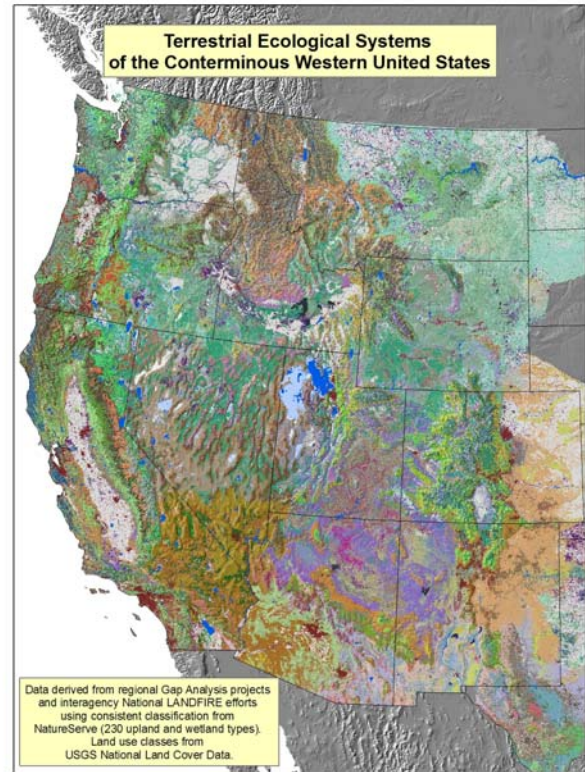 Terrestrial Ecological Systems
of the Conterminous Western United States
Data derived from regional Gap Analysis projects
and interagency National LANDFIRE efforts
using consistent classification from
NatureServe (230 upland and wetland types).
Land use classes from
USGS National Land Cover Data.